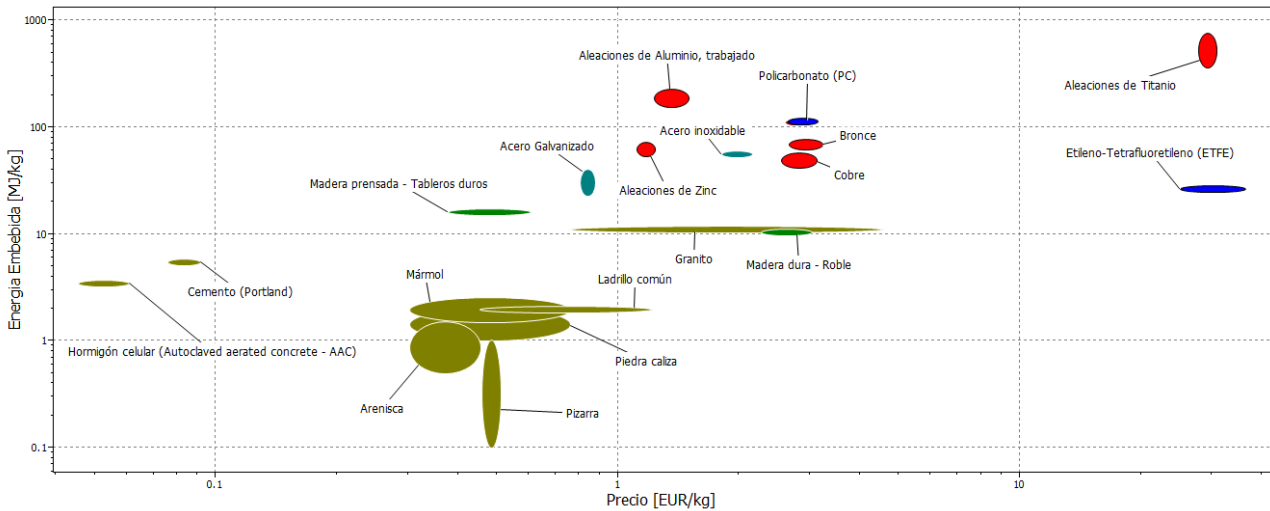 1000
Aleaciones de Aluminio, trabajado
Policarbonato (PC)
Aleaciones de Titanio
100
Acero inoxidable
Bronce
Acero Galvanizado
Etileno-Tetrafluoretileno (ETFE)
Cobre
Madera prensada - Tableros duros
Aleaciones de Zinc
10
Granito
Madera dura - Roble
Mármol
Ladrillo común
Cemento (Portland)
1
Hormigón celular (Autoclaved aerated concrete - AAC)
Piedra caliza
Arenisca
Pizarra
0.1
Energia Embebida [MJ/kg]
0.1
1
10
Precio [EUR/kg]